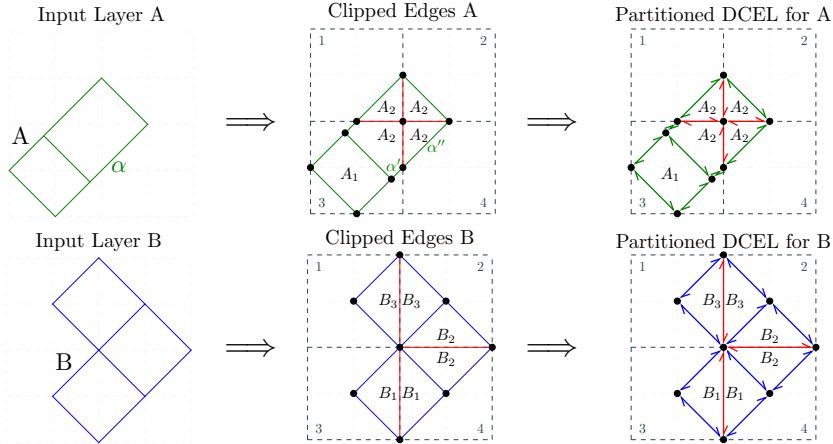 Input Layer A
Clipped Edges A
Partitioned DCEL for A
A
α
⟹
⟹
1
2
A₂ A₂
A₂ A₂
α′ α′′
A₁
3
4
1
2
A₂ A₂
A₂ A₂
A₁
3
4
Input Layer B
Clipped Edges B
Partitioned DCEL for B
B
⟹
⟹
1
2
B₃ B₃
B₂
B₂
B₁ B₁
3
4
1
2
B₃ B₃
B₂
B₂
B₁ B₁
3
4